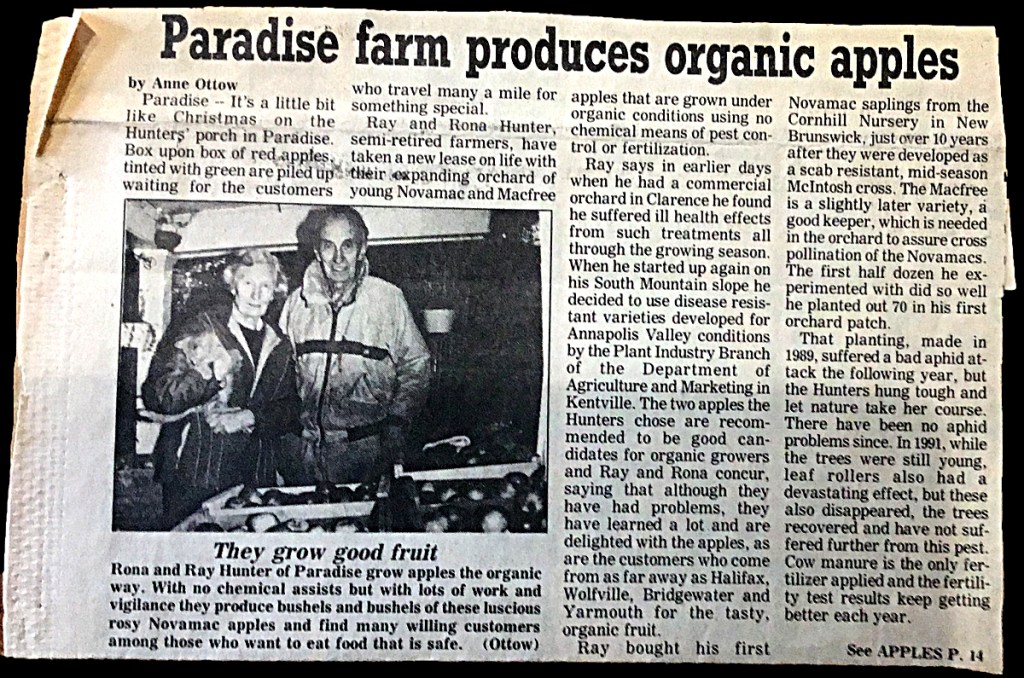 Paradise farm produces organic apples
by Anne Ottow
Paradise -- It's a little bit
like Christmas on the
Hunters' porch in Paradise.
Box upon box of red apples,
tinted with green are piled up
waiting for the customers
who travel many a mile for
something special.
Ray and Rona Hunter,
semi-retired farmers, have
taken a new lease on life with
their expanding orchard of
young Novamac and Macfree
They grow good fruit
Rona and Ray Hunter of Paradise grow apples the organic
way. With no chemical assists but with lots of work and
vigilance they produce bushels and bushels of these luscious
rosy Novamac apples and find many willing customers
among those who want to eat food that is safe. (Ottow)
apples that are grown under
organic conditions using no
chemical means of pest con-
trol or fertilization.
Ray says in earlier days
when he had a commercial
orchard in Clarence he found
he suffered ill health effects
from such treatments all
through the growing season.
When he started up again on
his South Mountain slope he
decided to use disease resis-
tant varieties developed for
Annapolis Valley conditions
by the Plant Industry Branch
of the Department of
Agriculture and Marketing in
Kentville. The two apples the
Hunters chose are recom-
mended to be good can-
didates for organic growers
and Ray and Rona concur,
saying that although they
have had problems, they
have learned a lot and are
delighted with the apples, as
are the customers who come
from as far away as Halifax,
Wolfville, Bridgewater and
Yarmouth for the tasty,
organic fruit.
Ray bought his first
Novamac saplings from the
Cornhill Nursery in New
Brunswick, just over 10 years
after they were developed as
a scab resistant, mid-season
McIntosh cross. The Macfree
is a slightly later variety, a
good keeper, which is needed
in the orchard to assure cross
pollination of the Novamacs.
The first half dozen he ex-
perimented with did so well
he planted out 70 in his first
orchard patch.
That planting, made in
1989, suffered a bad aphid at-
tack the following year, but
the Hunters hung tough and
let nature take her course.
There have been no aphid
problems since. In 1991, while
the trees were still young,
leaf rollers also had a
devastating effect, but these
also disappeared, the trees
recovered and have not suf-
fered further from this pest.
Cow manure is the only fer-
tilizer applied and the fertili-
ty test results keep getting
better each year.
See APPLES P. 14